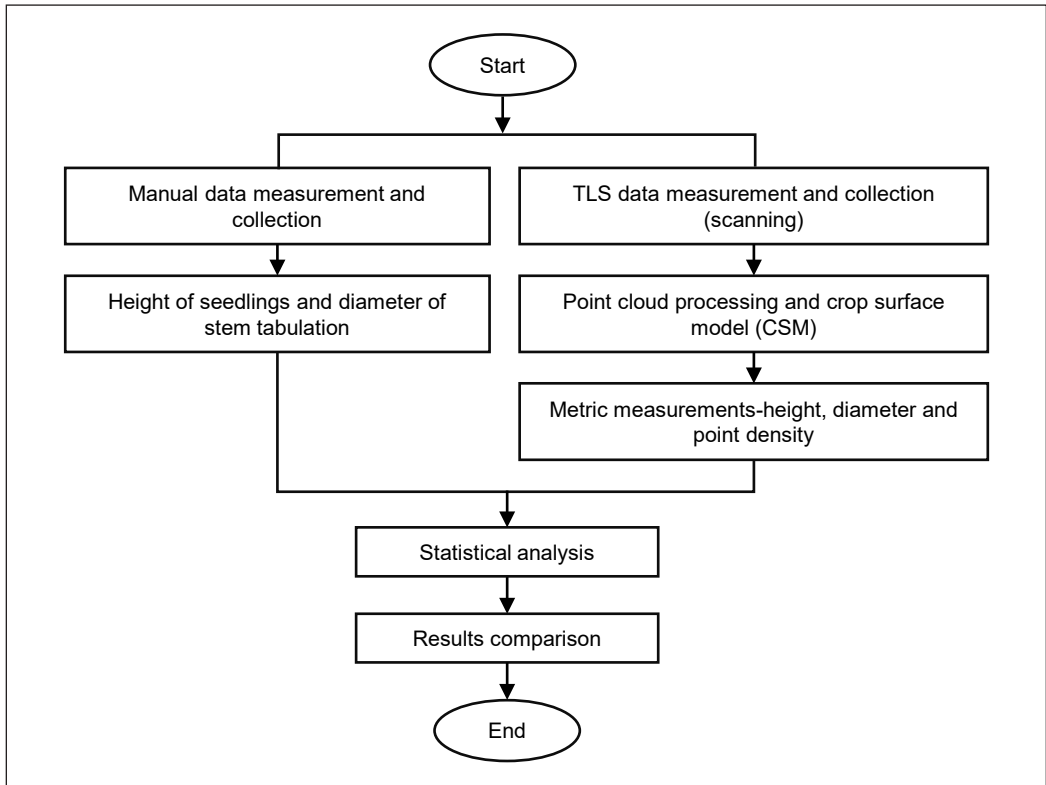 Start
Manual data measurement and
collection
TLS data measurement and collection
(scanning)
Height of seedlings and diameter of
stem tabulation
Point cloud processing and crop surface
model (CSM)
Metric measurements-height, diameter and
point density
Statistical analysis
Results comparison
End